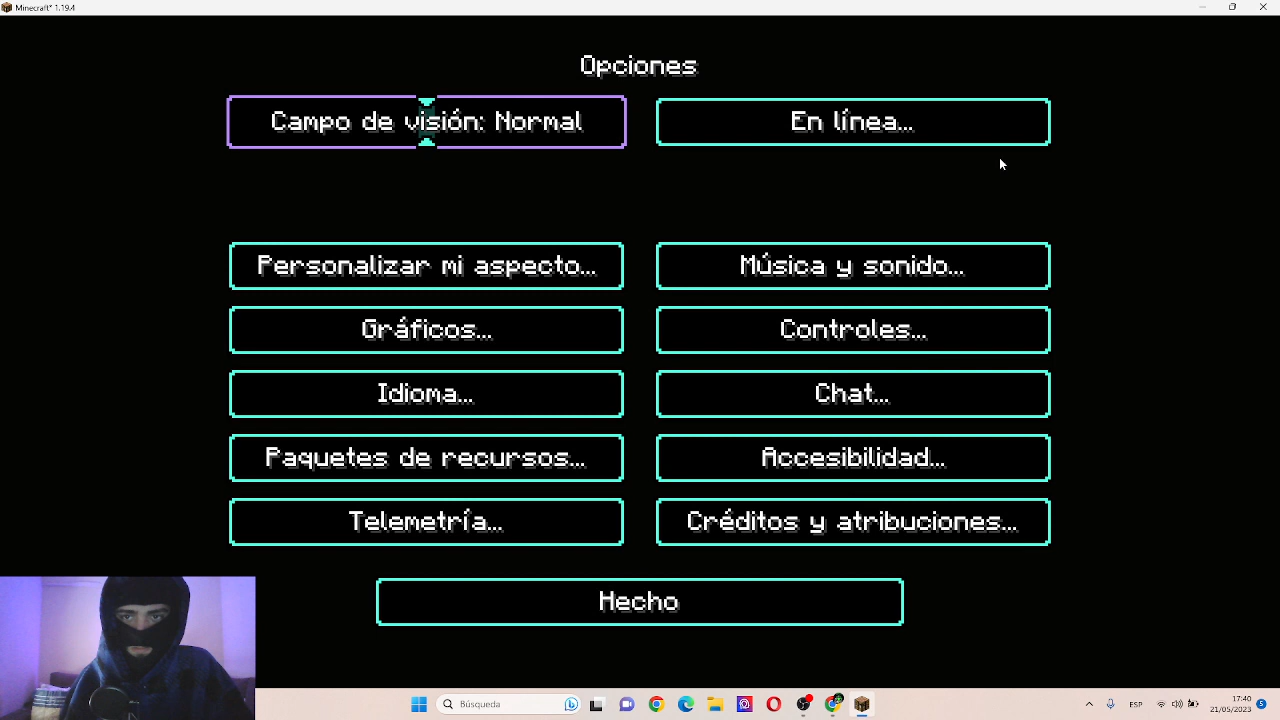 Minecraft* 1.19.4
Opciones
Campo de visión: Normal
En línea...
Personalizar mi aspecto...
Música y sonido...
Gráficos...
Controles...
Idioma...
Chat...
Paquetes de recursos...
Accesibilidad...
Telemetría...
Créditos y atribuciones...
Hecho
Búsqueda
ESP
17:40
21/05/2023
5